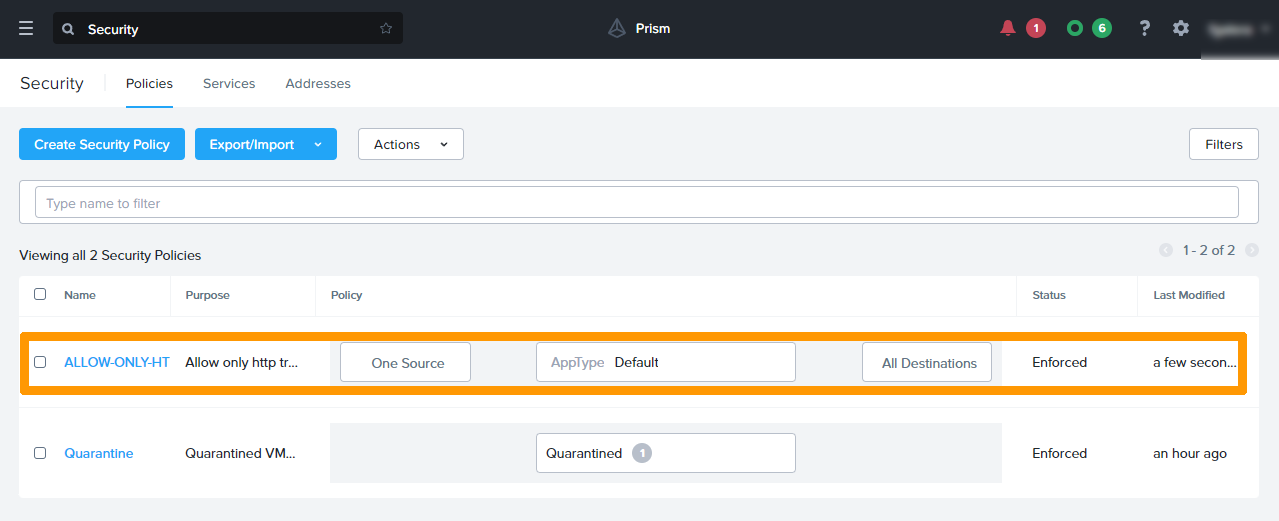 Security
Prism
1
6
?
Security
Policies
Services
Addresses
Create Security Policy
Export/Import
Actions
Filters
Type name to filter
Viewing all 2 Security Policies
1 - 2 of 2
Name Purpose Policy Status Last Modified
ALLOW-ONLY-HT Allow only http tr... One Source AppType Default All Destinations Enforced a few secon...
Quarantine Quarantined VM... Quarantined 1 Enforced an hour ago